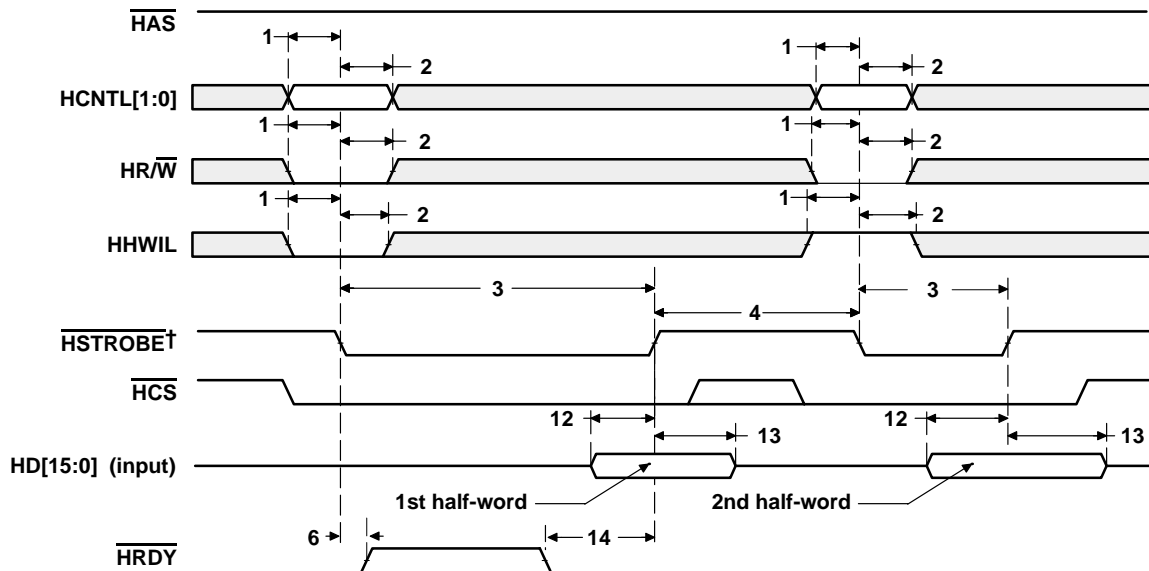 HAS
1
1
2
2
HCNTL[1:0]
1
1
2
2
HR/W
1
1
2
2
HHWIL
3
3
4
HSTROBE†
HCS
12
12
13
13
HD[15:0] (input)
1st half-word
2nd half-word
6
14
HRDY